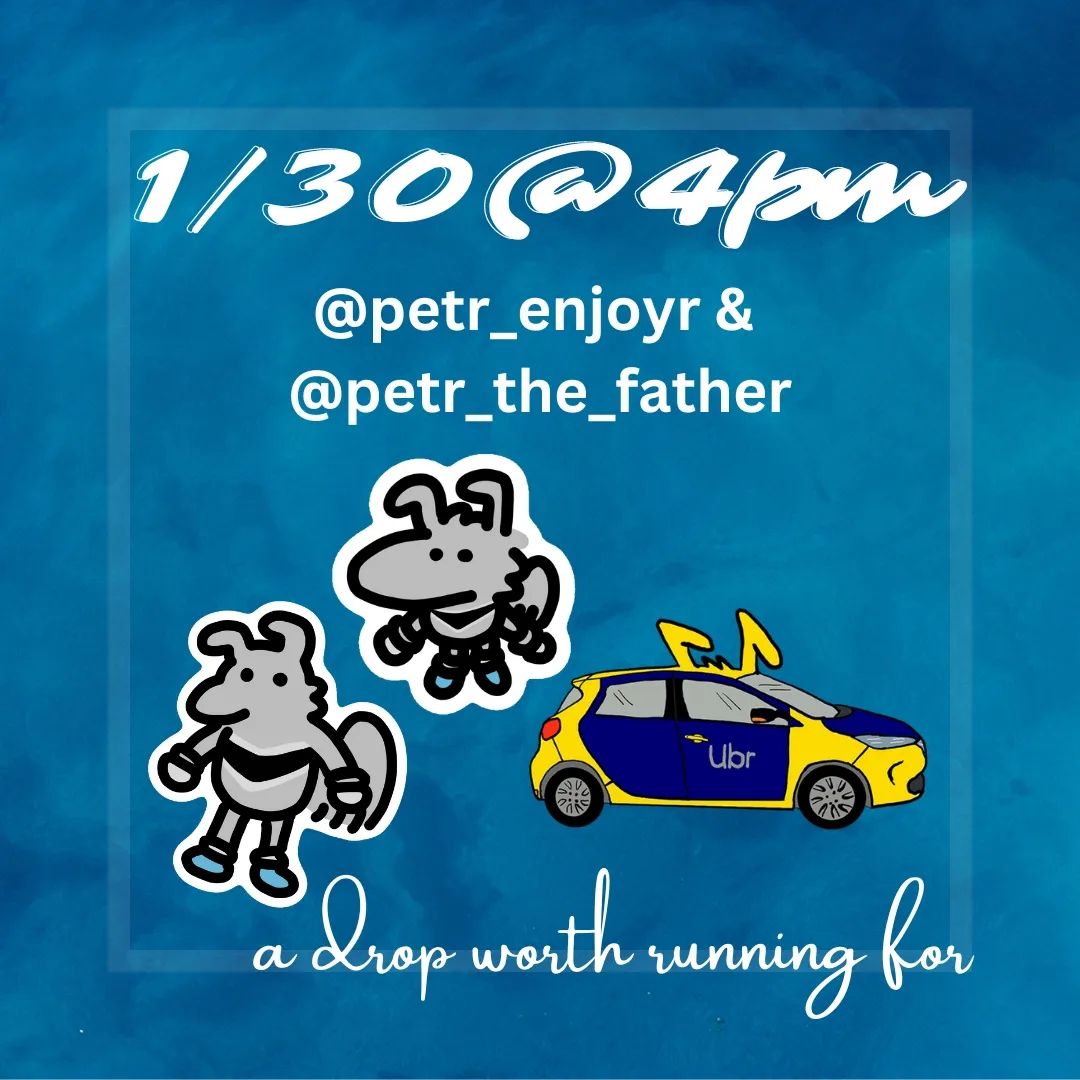 1/30@4pm
@petr_enjoyr &
@petr_the_father
Ubr
a drop worth running for